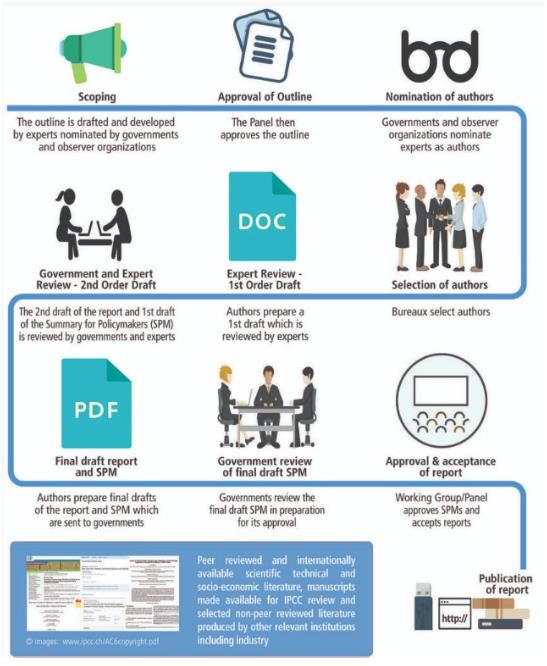 Scoping
The outline is drafted and developed
by experts nominated by governments
and observer organizations
Approval of Outline
The Panel then
approves the outline
Nomination of authors
Governments and observer
organizations nominate
experts as authors
Selection of authors
Bureaux select authors
DOC
Expert Review -
1st Order Draft
Authors prepare a
1st draft which is
reviewed by experts
Government and Expert
Review - 2nd Order Draft
The 2nd draft of the report and 1st draft
of the Summary for Policymakers (SPM)
is reviewed by governments and experts
PDF
Final draft report
and SPM
Authors prepare final drafts
of the report and SPM which
are sent to governments
Government review
of final draft SPM
Governments review the
final draft SPM in preparation
for its approval
Approval & acceptance
of report
Working Group/Panel
approves SPMs and
accepts reports
Publication
of report
http://
Peer reviewed and internationally
available scientific technical and
socio-economic literature, manuscripts
made available for IPCC review and
selected non-peer reviewed literature
produced by other relevant institutions
including industry
© images: www.ipcc.ch/AC6copyright.pdf